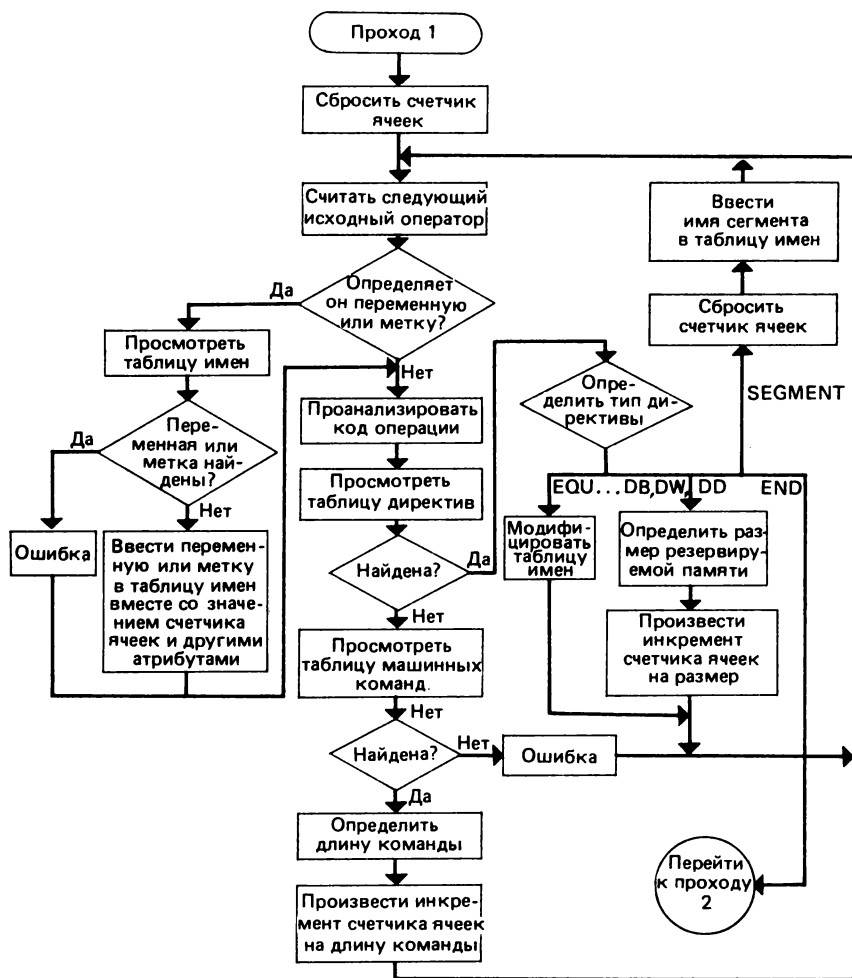 Проход 1
Сбросить счетчик
ячеек
Считать следующий
исходный оператор
Ввести
имя сегмента
в таблицу имен
Да
Определяет
он переменную
или метку?
Сбросить
счетчик ячеек
Просмотреть
таблицу имен
Нет
Опре-
делить тип ди-
рективы
SEGMENT
Проанализировать
код операции
Да
Переменная или
метка най-
дены?
Нет
Просмотреть
таблицу директив
EQU... DB,DW, DD
END
Ошибка
Ввести перемен-
ную или метку
в таблицу имен
вместе со значе-
нием счетчика
ячеек и другими
атрибутами
Найдена?
Да
Нет
Модифи-
цировать
таблицу
имен
Определить раз-
мер резервиру-
емой памяти
Просмотреть
таблицу машинных
команд.
Произвести
инкремент
счетчика ячеек
на размер
Нет
Найдена?
Нет
Ошибка
Да
Определить
длину команды
Произвести инкре-
мент счетчика ячеек
на длину команды
Перейти
к проходу
2